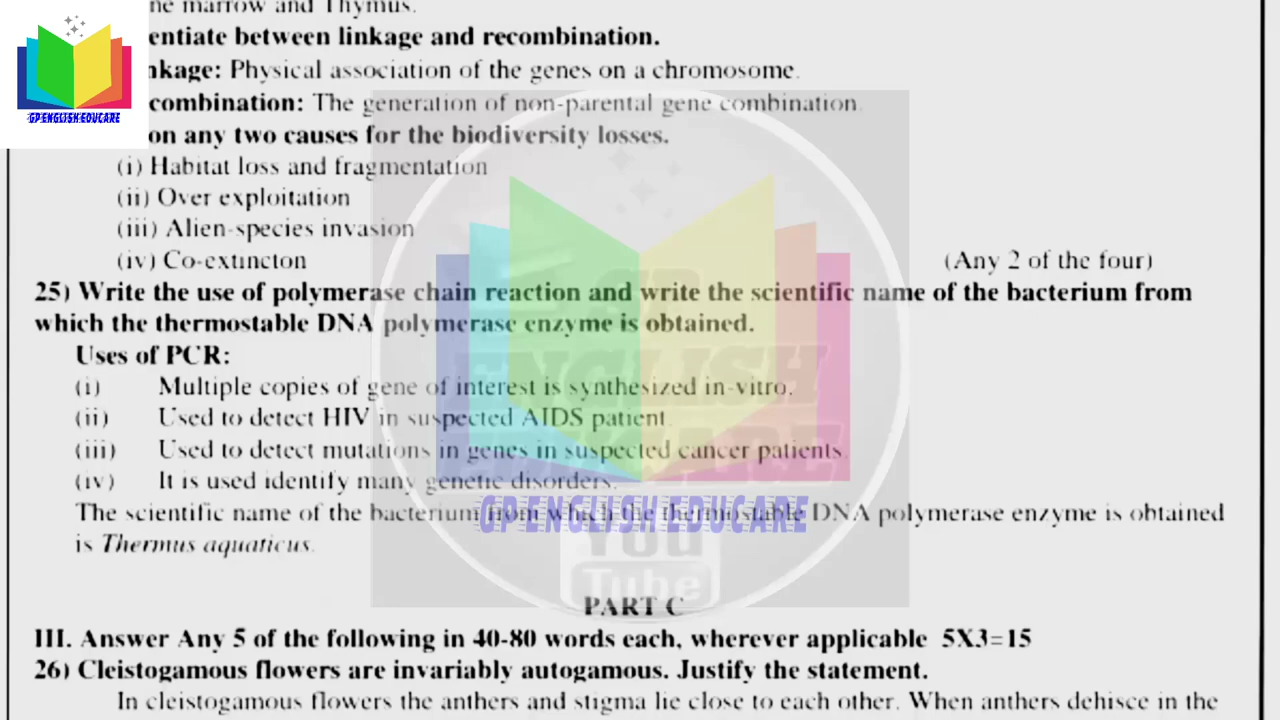 ne marrow and Thymus.
entiate between linkage and recombination.
nkage: Physical association of the genes on a chromosome.
combination: The generation of non-parental gene combination.
on any two causes for the biodiversity losses.
(i) Habitat loss and fragmentation
(ii) Over exploitation
(iii) Alien-species invasion
(iv) Co-extincton (Any 2 of the four)
25) Write the use of polymerase chain reaction and write the scientific name of the bacterium from
which the thermostable DNA polymerase enzyme is obtained.
Uses of PCR:
(i) Multiple copies of gene of interest is synthesized in-vitro.
(ii) Used to detect HIV in suspected AIDS patient.
(iii) Used to detect mutations in genes in suspected cancer patients.
(iv) It is used identify many genetic disorders.
The scientific name of the bacterium from which the thermostable DNA polymerase enzyme is obtained
is Thermus aquaticus.
PART C
III. Answer Any 5 of the following in 40-80 words each, wherever applicable 5X3=15
26) Cleistogamous flowers are invariably autogamous. Justify the statement.
In cleistogamous flowers the anthers and stigma lie close to each other. When anthers dehisce in the
GPENGLISH EDUCARE
GP
ENGLISH
EDUCARE
GPENGLISH EDUCARE
You
Tube